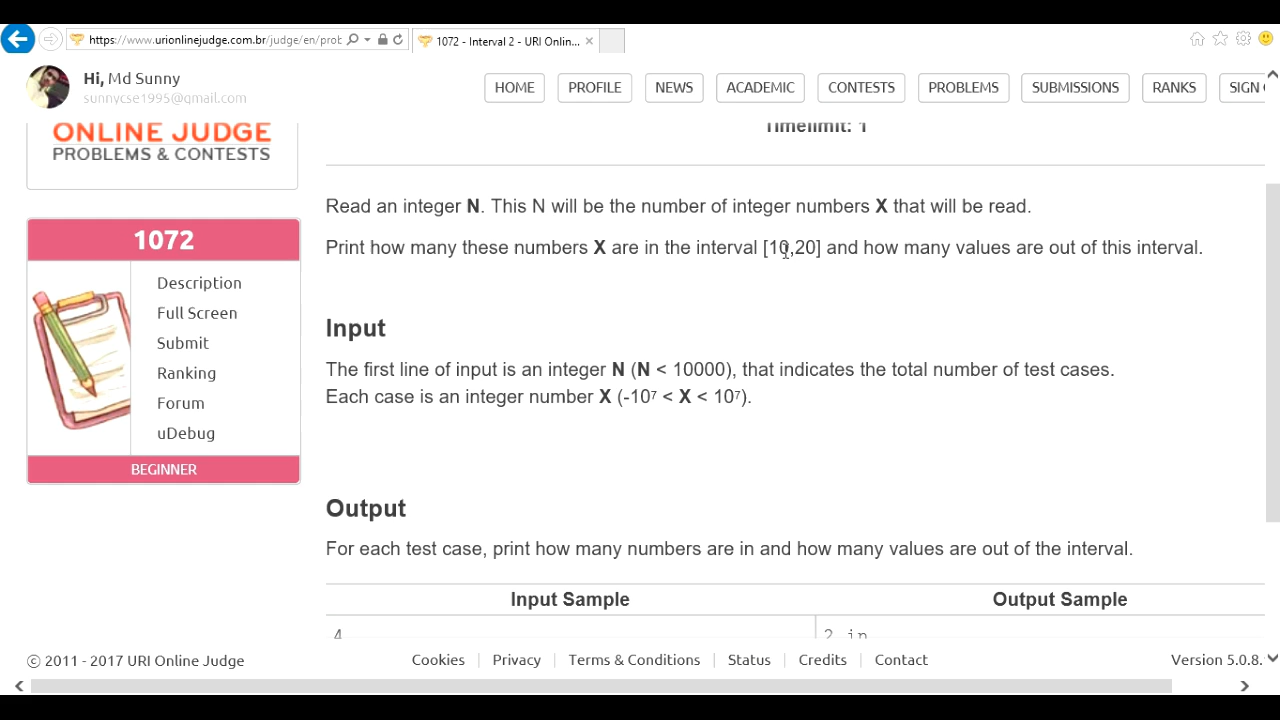 https://www.urionlinejudge.com.br/judge/en/prob
1072 - Interval 2 - URI Onlin...
Hi, Md Sunny
sunnycse1995@gmail.com
HOME
PROFILE
NEWS
ACADEMIC
CONTESTS
PROBLEMS
SUBMISSIONS
RANKS
SIGN
ONLINE JUDGE
PROBLEMS & CONTESTS
Timelimit: 1
Read an integer N. This N will be the number of integer numbers X that will be read.
Print how many these numbers X are in the interval [10,20] and how many values are out of this interval.
1072
Description
Full Screen
Submit
Ranking
Forum
uDebug
BEGINNER
Input
The first line of input is an integer N (N < 10000), that indicates the total number of test cases.
Each case is an integer number X (-10⁷ < X < 10⁷).
Output
For each test case, print how many numbers are in and how many values are out of the interval.
Input Sample
Output Sample
4
2 in
© 2011 - 2017 URI Online Judge
Cookies
Privacy
Terms & Conditions
Status
Credits
Contact
Version 5.0.8.